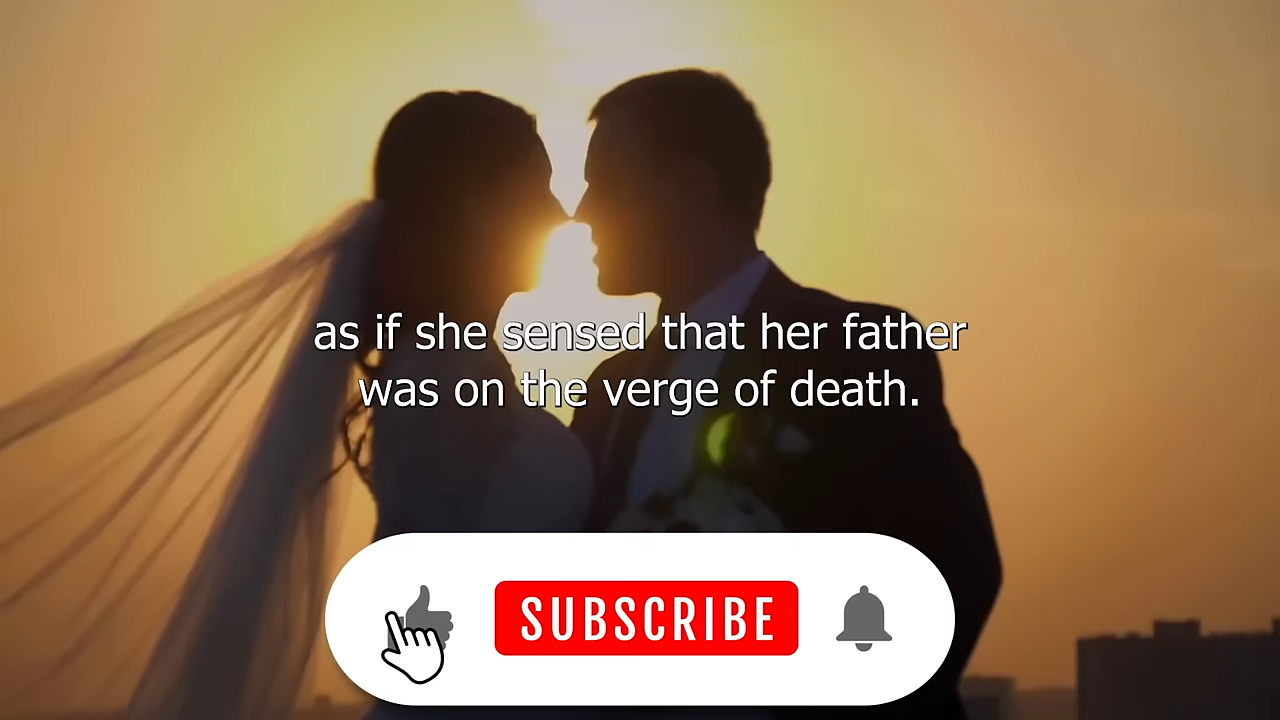 as if she sensed that her father
was on the verge of death.
SUBSCRIBE